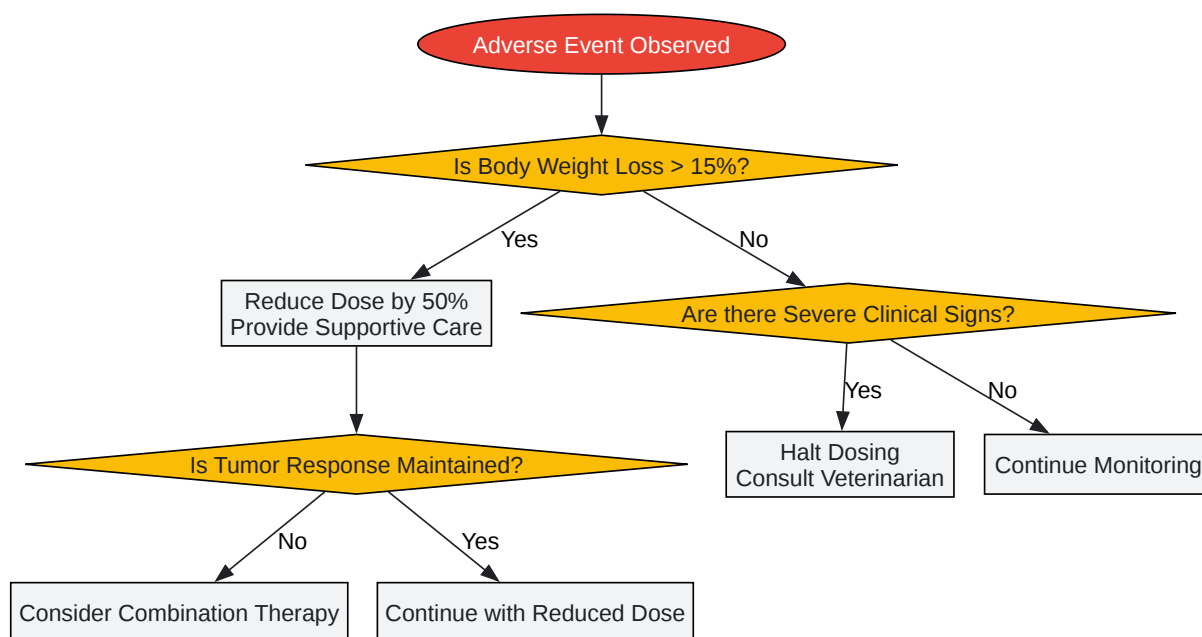 Adverse Event Observed
Is Body Weight Loss > 15%?
Yes
No
Reduce Dose by 50%
Provide Supportive Care
Are there Severe Clinical Signs?
Yes
No
Halt Dosing
Consult Veterinarian
Continue Monitoring
Is Tumor Response Maintained?
No
Yes
Consider Combination Therapy
Continue with Reduced Dose